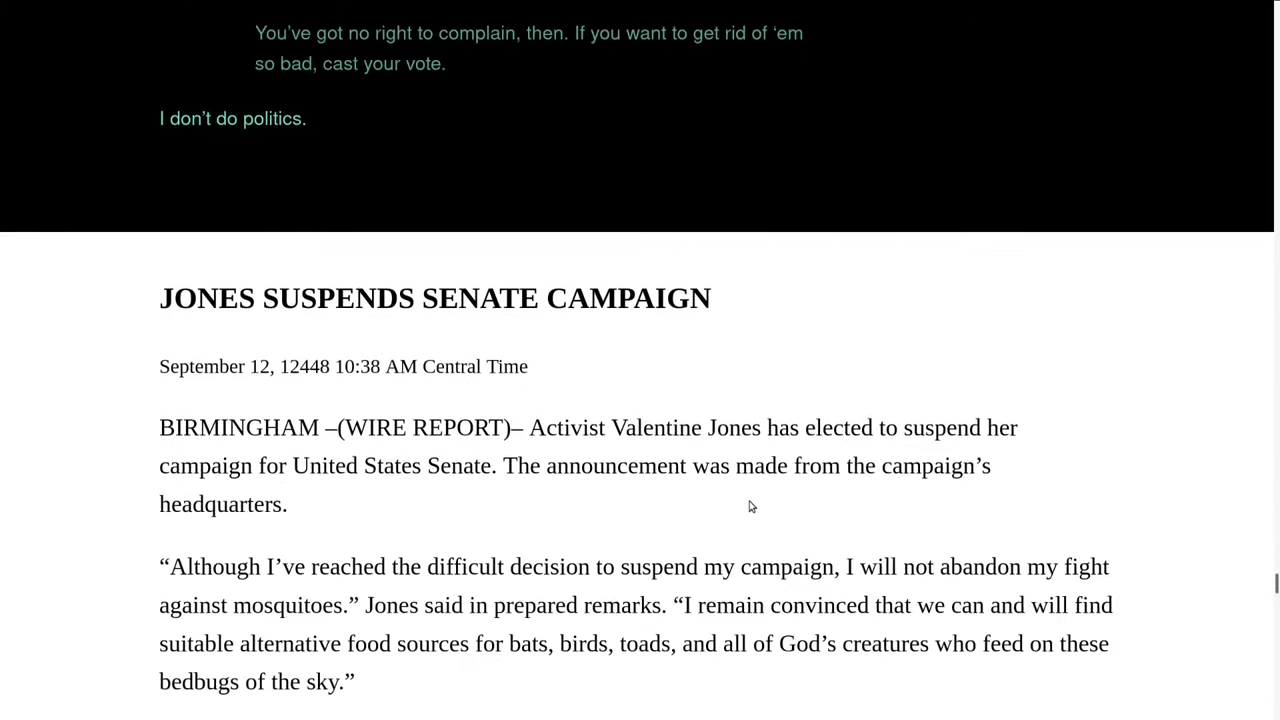 You’ve got no right to complain, then. If you want to get rid of ‘em
so bad, cast your vote.
I don’t do politics.
JONES SUSPENDS SENATE CAMPAIGN
September 12, 12448 10:38 AM Central Time
BIRMINGHAM –(WIRE REPORT)– Activist Valentine Jones has elected to suspend her
campaign for United States Senate. The announcement was made from the campaign’s
headquarters.
“Although I’ve reached the difficult decision to suspend my campaign, I will not abandon my fight
against mosquitoes.” Jones said in prepared remarks. “I remain convinced that we can and will find
suitable alternative food sources for bats, birds, toads, and all of God’s creatures who feed on these
bedbugs of the sky.”